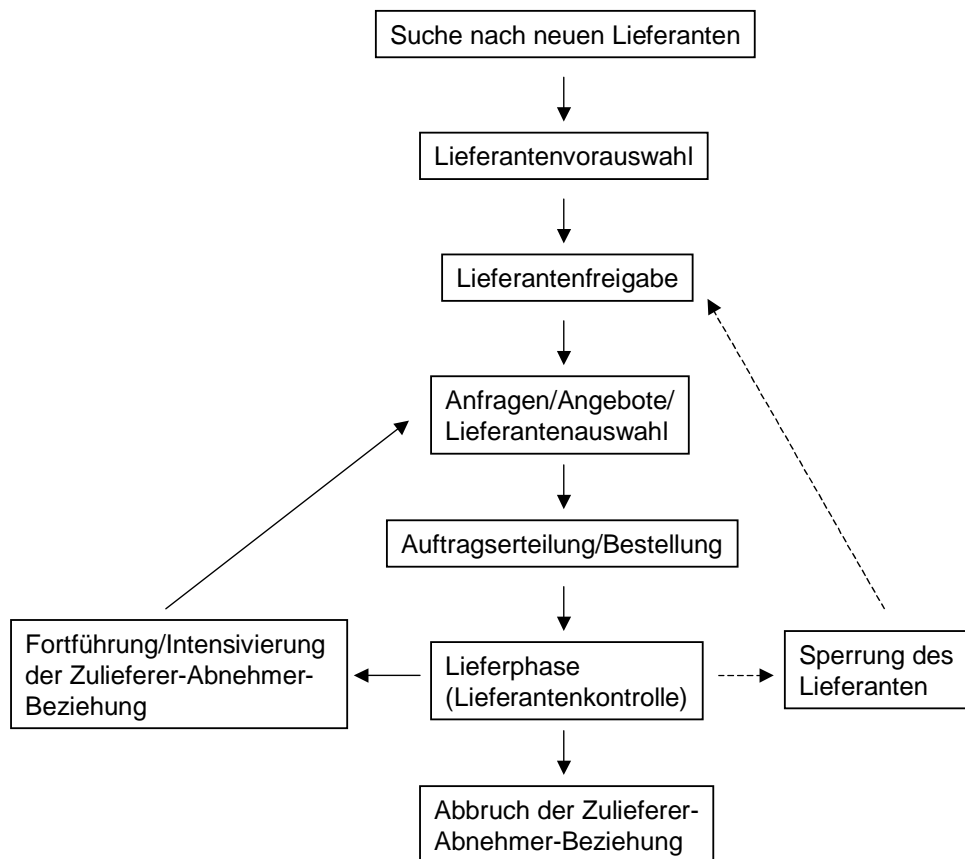 Suche nach neuen Lieferanten
Lieferantenvorauswahl
Lieferantenfreigabe
Anfragen/Angebote/
Lieferantenauswahl
Auftragserteilung/Bestellung
Fortführung/Intensivierung
der Zulieferer-Abnehmer-
Beziehung
Lieferphase
(Lieferantenkontrolle)
Sperrung des
Lieferanten
Abbruch der Zulieferer-
Abnehmer-Beziehung